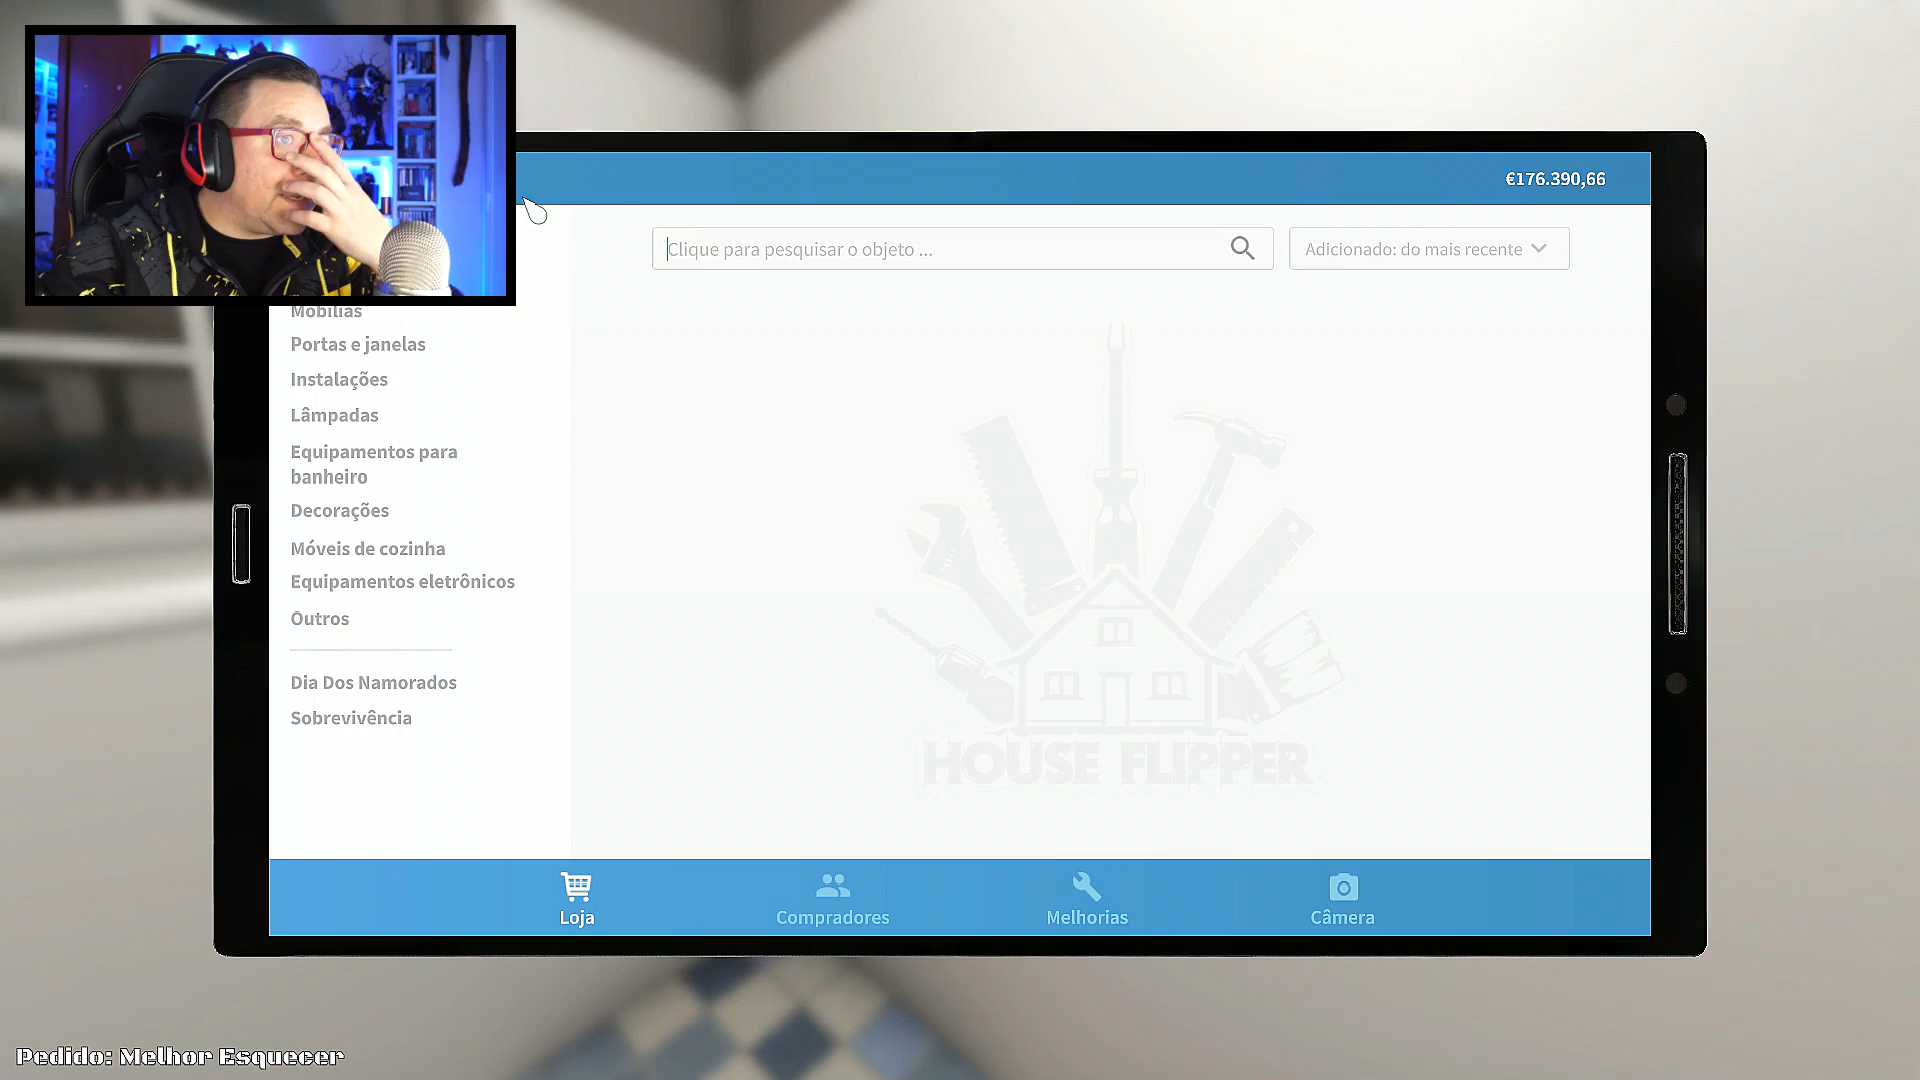 €176.390,66
Clique para pesquisar o objeto ...
Adicionado: do mais recente
Mobílias
Portas e janelas
Instalações
Lâmpadas
Equipamentos para
banheiro
Decorações
Móveis de cozinha
Equipamentos eletrônicos
Outros
Dia Dos Namorados
Sobrevivência
HOUSE FLIPPER
Loja
Compradores
Melhorias
Câmera
Pedido: Melhor Esquecer